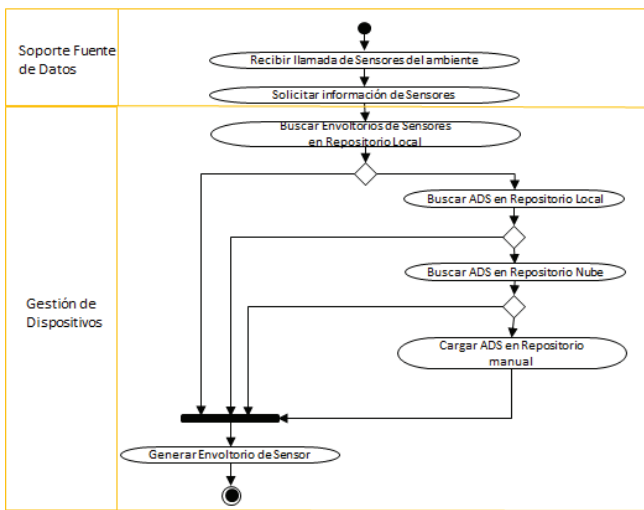 Soporte Fuente
de Datos
Recibir llamada de Sensores del ambiente
Solicitar información de Sensores
Buscar Envoltorios de Sensores
en Repositorio Local
Buscar ADS en Repositorio Local
Buscar ADS en Repositorio Nube
Gestión de
Dispositivos
Cargar ADS en Repositorio
manual
Generar Envoltorio de Sensor